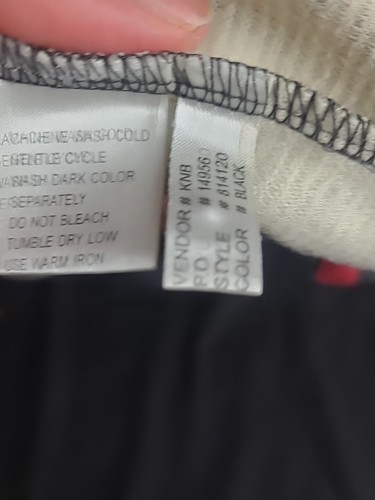 MACHINE WASH COLD
GENTLE CYCLE
WASH DARK COLOR
SEPARATELY
DO NOT BLEACH
TUMBLE DRY LOW
USE WARM IRON
VENDOR # KNB
P.O. # 149560
STYLE # 814120
COLOR # BLACK